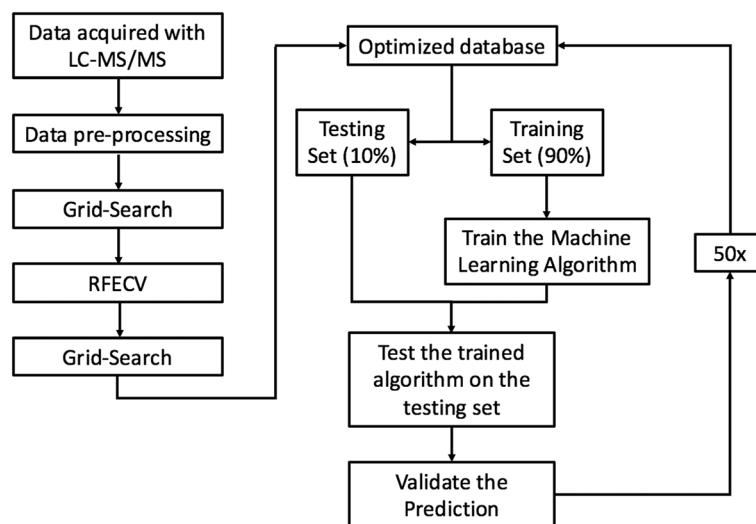 Data acquired with
LC-MS/MS
Data pre-processing
Grid-Search
RFECV
Grid-Search
Optimized database
Testing
Set (10%)
Training
Set (90%)
Train the Machine
Learning Algorithm
50x
Test the trained
algorithm on the
testing set
Validate the
Prediction